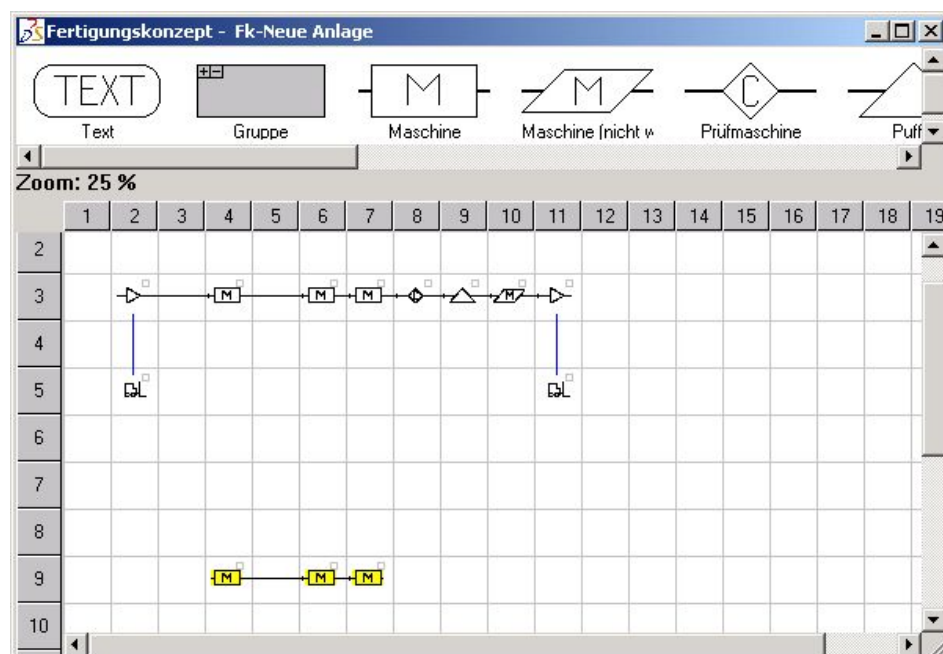 Fertigungskonzept - Fk-Neue Anlage
TEXT M M C
Text Gruppe Maschine Maschine (nicht w Prüfmaschine Puff
Zoom: 25 %
1 2 3 4 5 6 7 8 9 10 11 12 13 14 15 16 17 18 19
2
3 M M M M
4
5
6
7
8
9 M M M
10